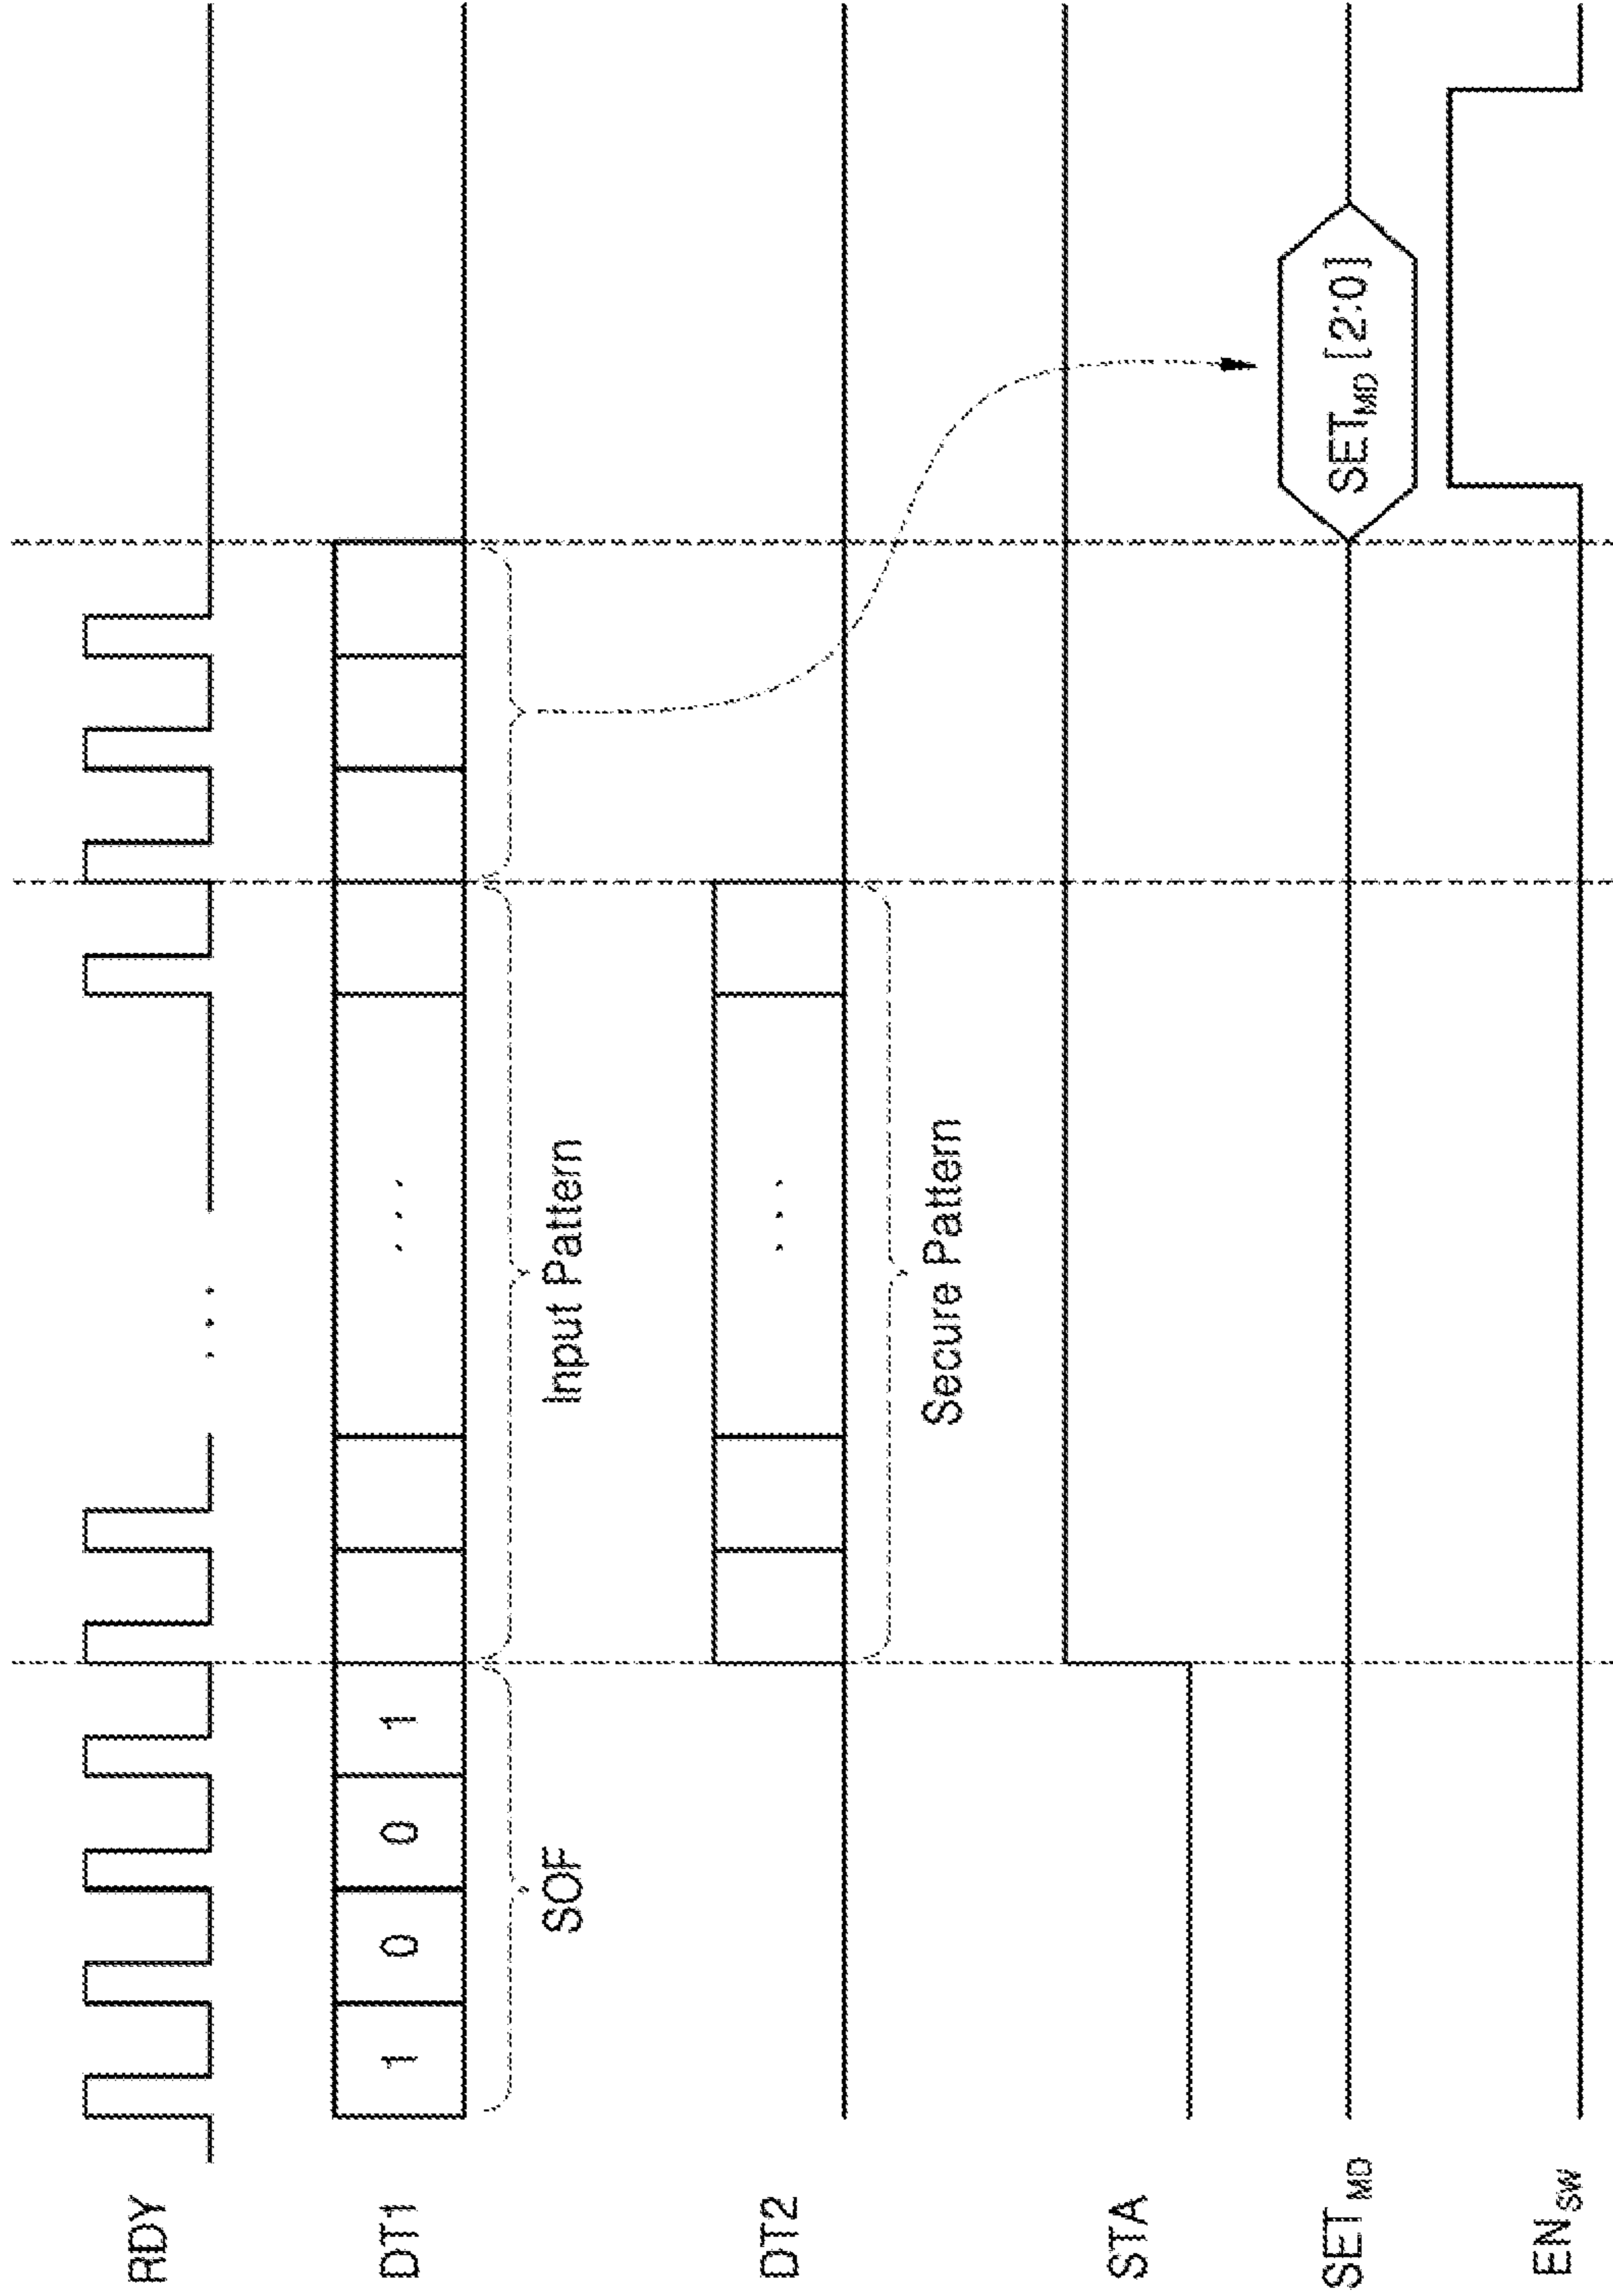 RDY
. . .
DT1
1 0 0 1
. . .
SOF
Input Pattern
DT2
. . .
Secure Pattern
STA
SET_MD
SET_MD [2:0]
EN_SW